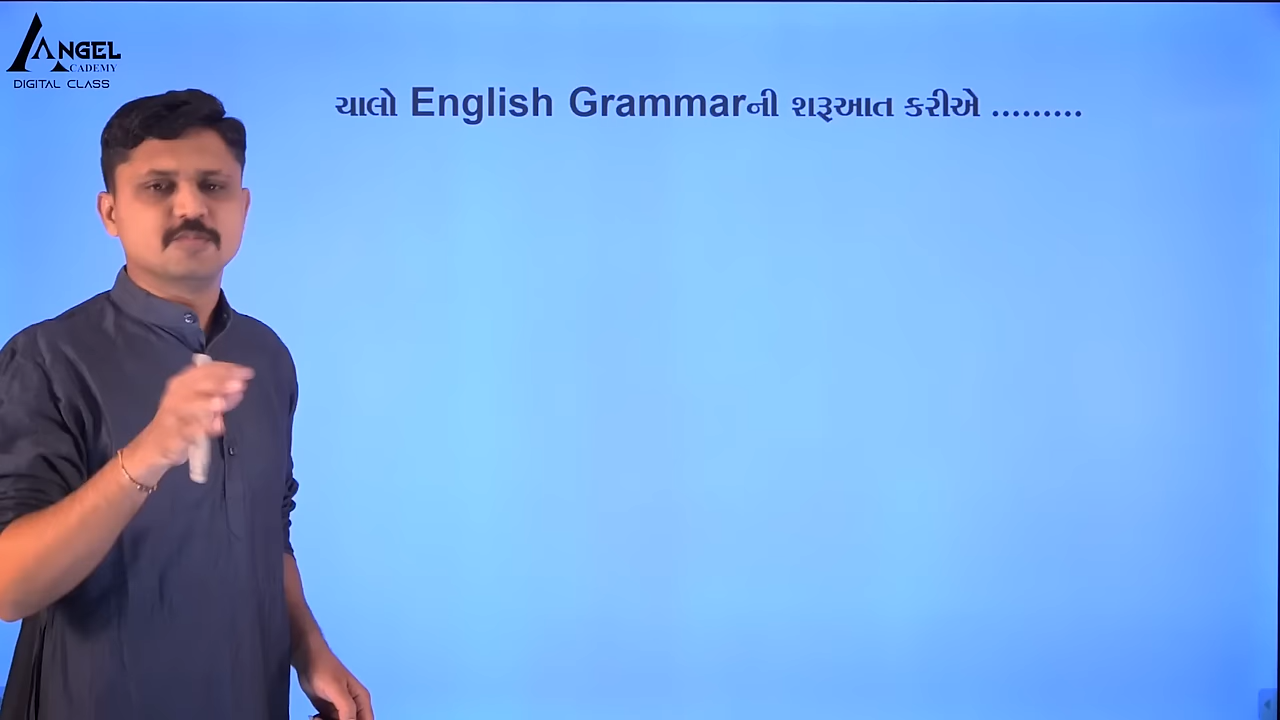 ANGEL
ACADEMY
DIGITAL CLASS
ચાલો English Grammarની શરૂઆત કરીએ .........